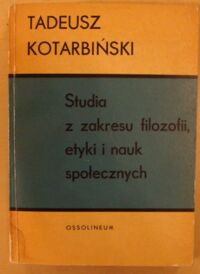 TADEUSZ
KOTARBIŃSKI
Studia
z zakresu filozofii,
etyki i nauk
społecznych
OSSOLINEUM